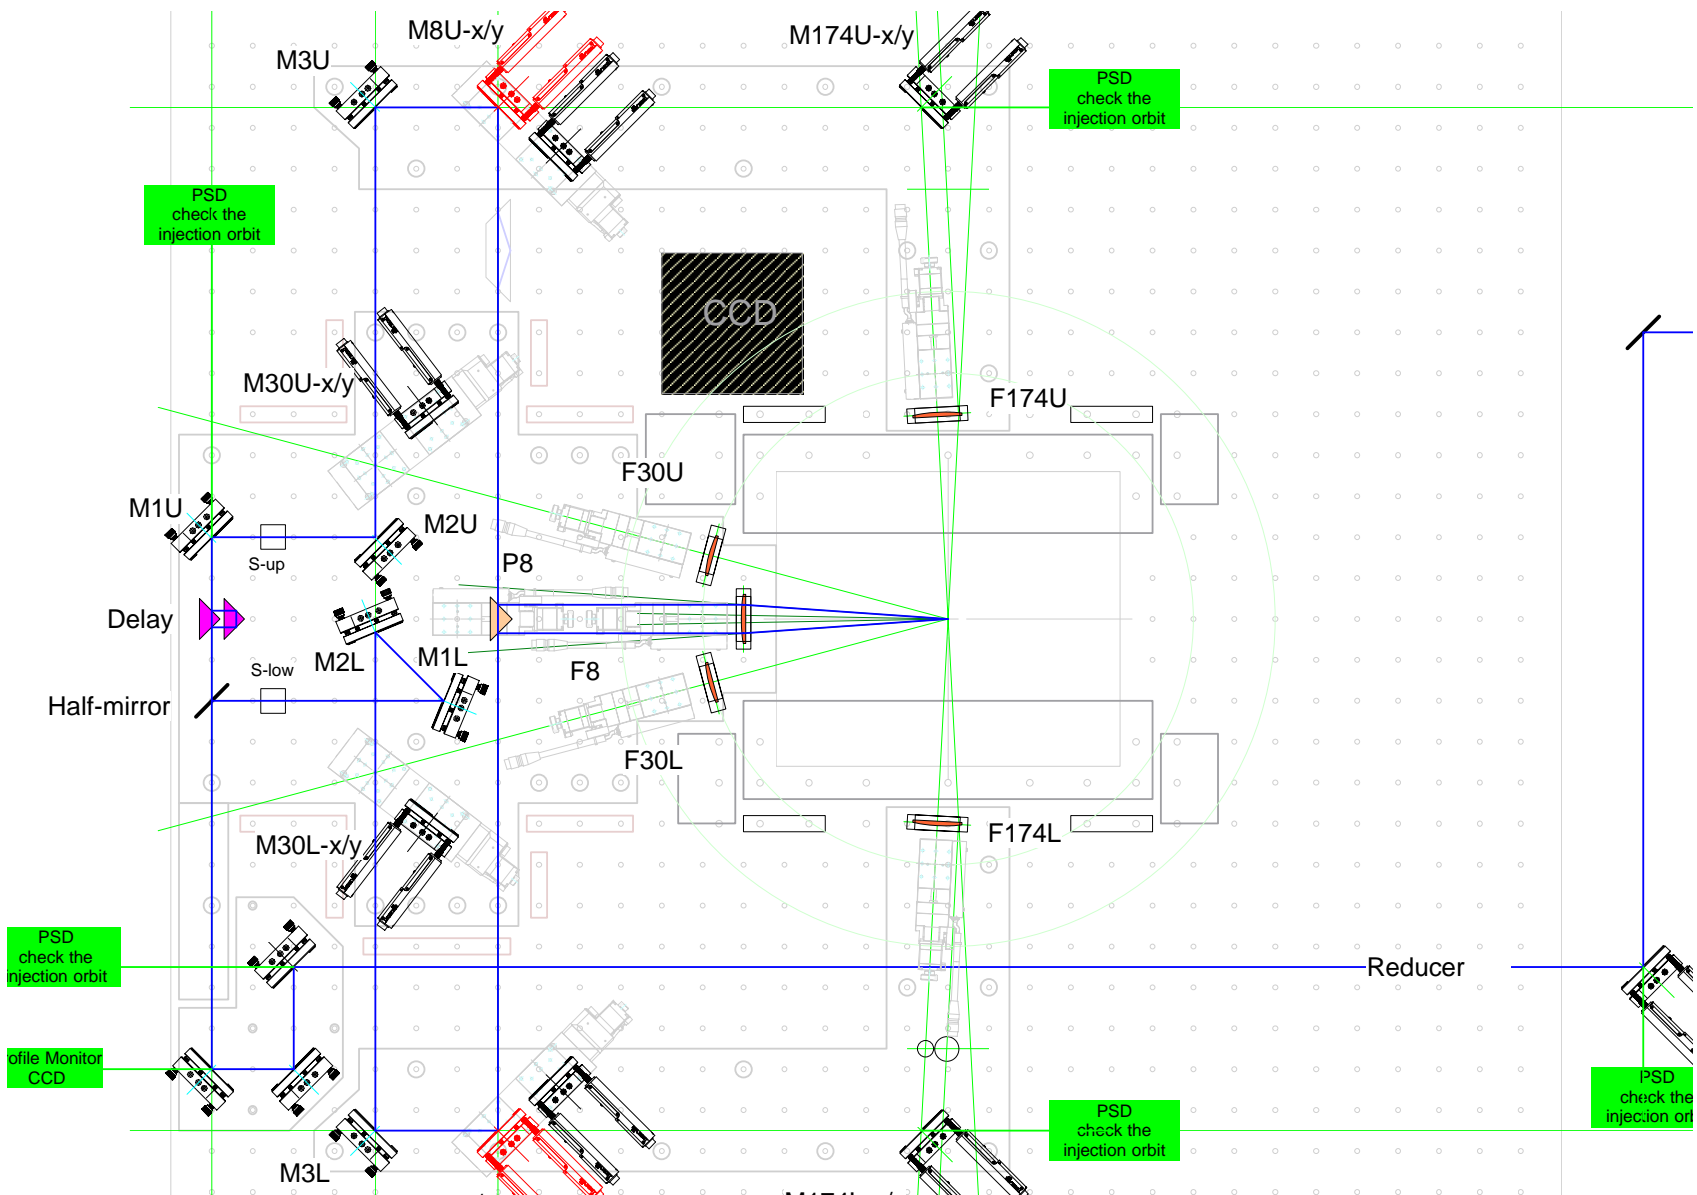 M8U-x/y
M174U-x/y
M3U
PSD
check the
injection orbit
PSD
check the
injection orbit
CCD
M30U-x/y
F174U
F30U
M1U
M2U
S-up
P8
Delay
M2L
M1L
S-low
F8
Half-mirror
F30L
M30L-x/y
F174L
PSD
check the
injection orbit
Reducer
Monitor
CCD
PSD
check the
injection
PSD
check the
injection orbit
M3L